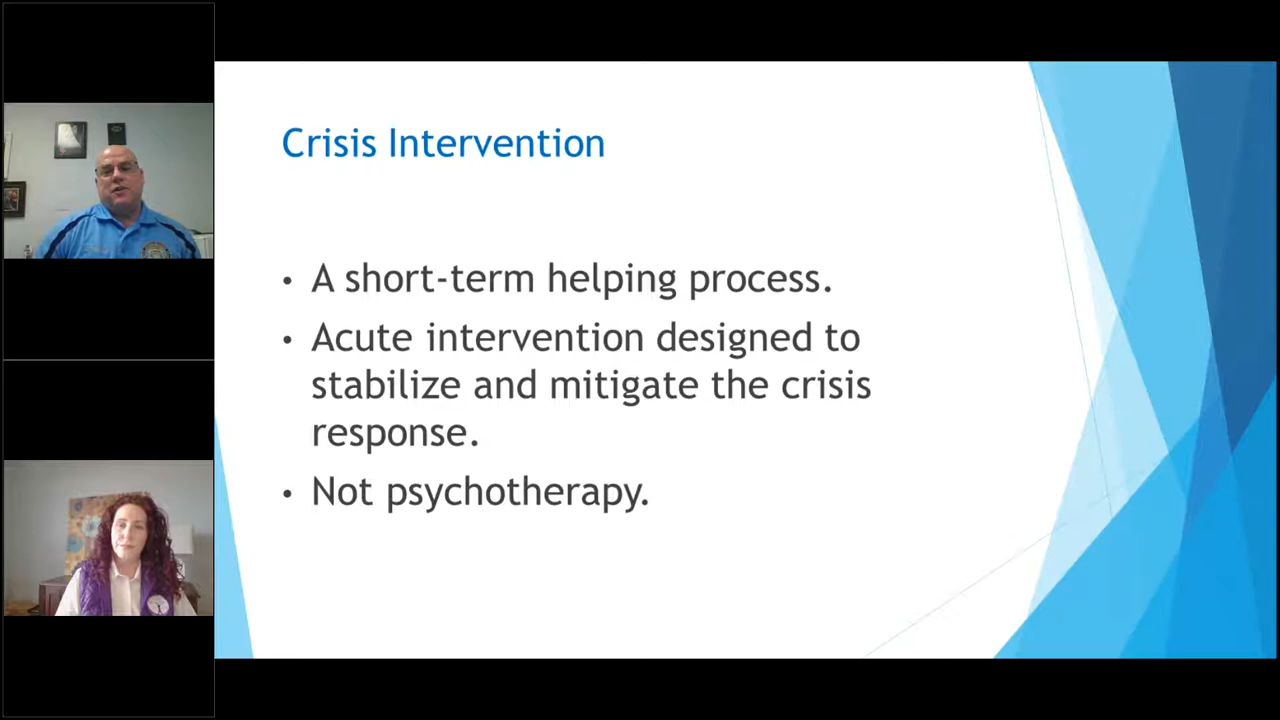 Crisis Intervention
• A short-term helping process.
• Acute intervention designed to
stabilize and mitigate the crisis
response.
• Not psychotherapy.